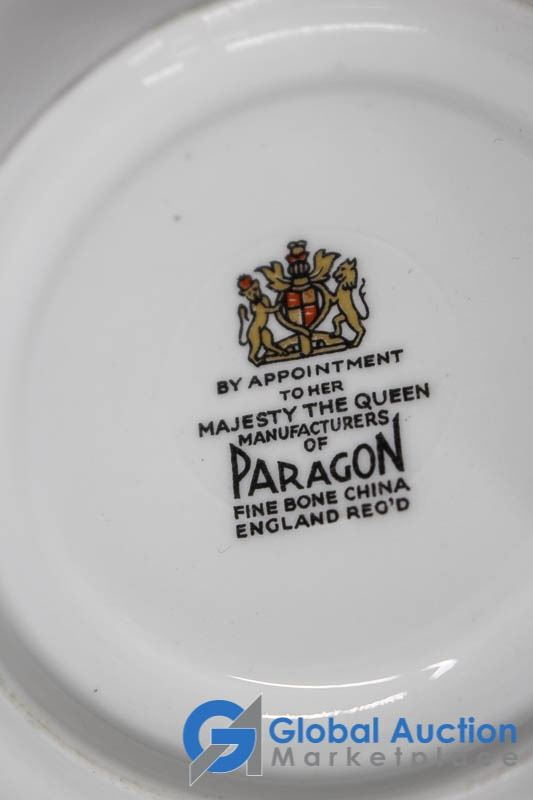 BY APPOINTMENT
TO HER
MAJESTY THE QUEEN
MANUFACTURERS
OF
PARAGON
FINE BONE CHINA
ENGLAND REG'D
Global Auction
Marketplace